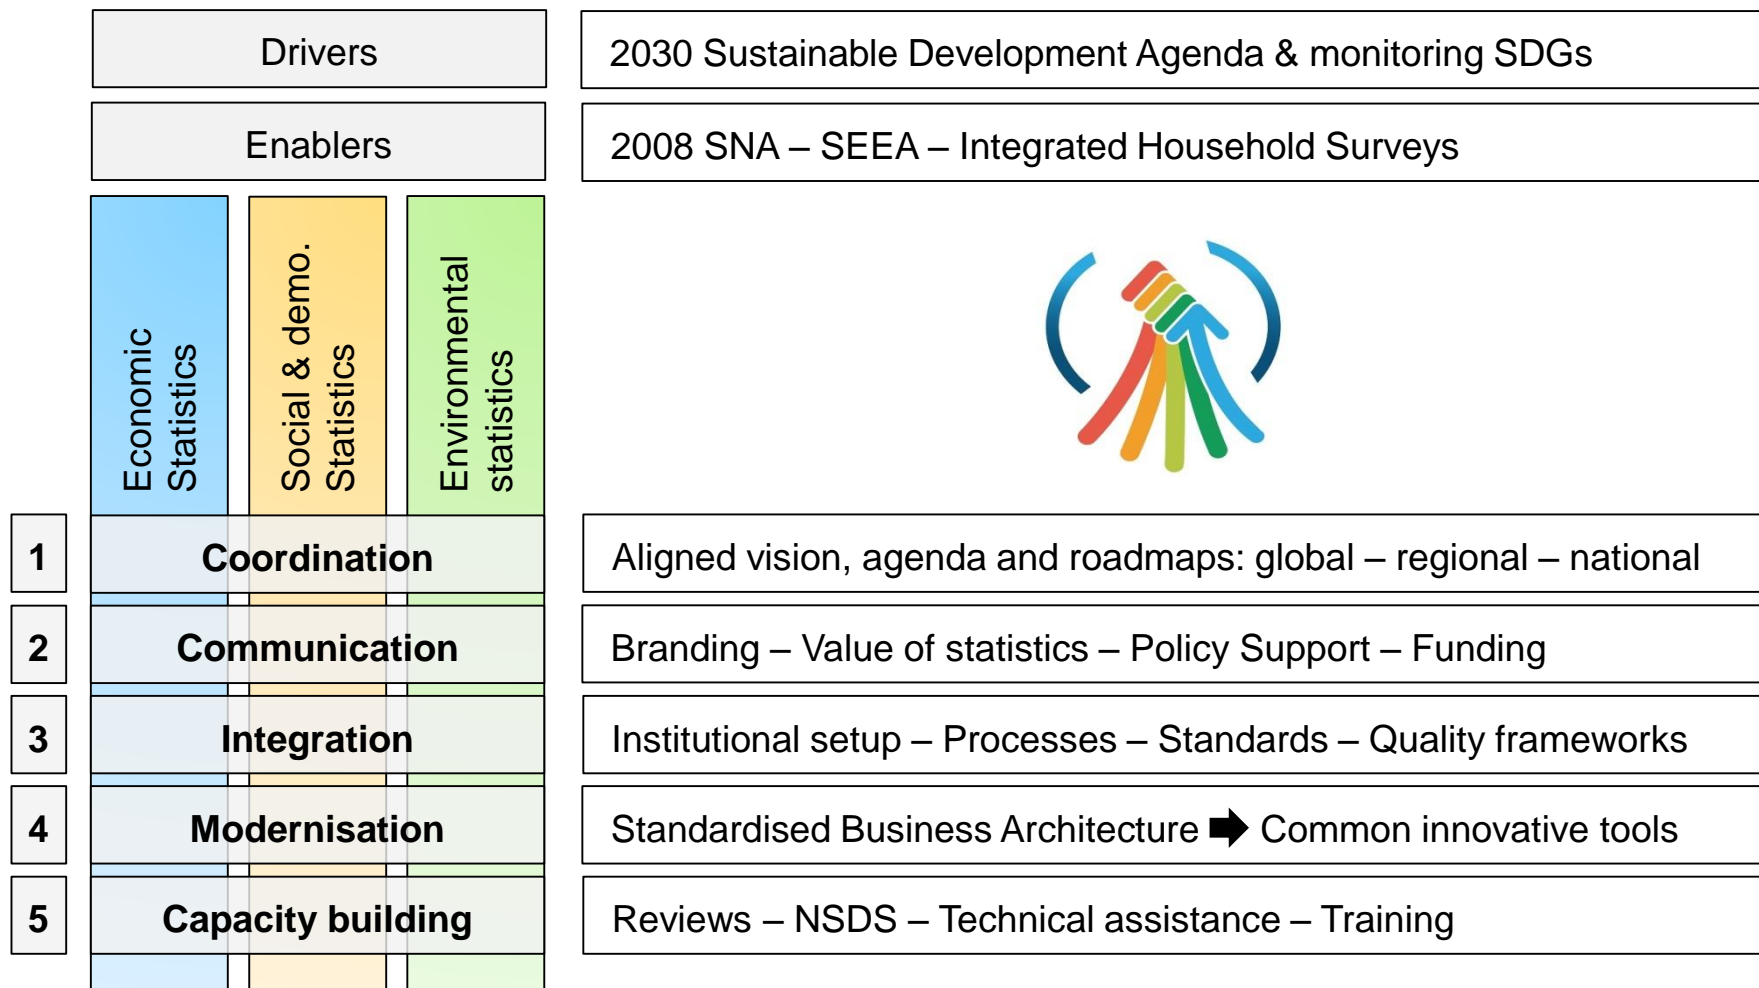 Drivers
2030 Sustainable Development Agenda & monitoring SDGs
Enablers
2008 SNA – SEEA – Integrated Household Surveys
Economic
Statistics
Social & demo.
Statistics
Environmental
statistics
1
Coordination
Aligned vision, agenda and roadmaps: global – regional – national
2
Communication
Branding – Value of statistics – Policy Support – Funding
3
Integration
Institutional setup – Processes – Standards – Quality frameworks
4
Modernisation
Standardised Business Architecture ➡ Common innovative tools
5
Capacity building
Reviews – NSDS – Technical assistance – Training